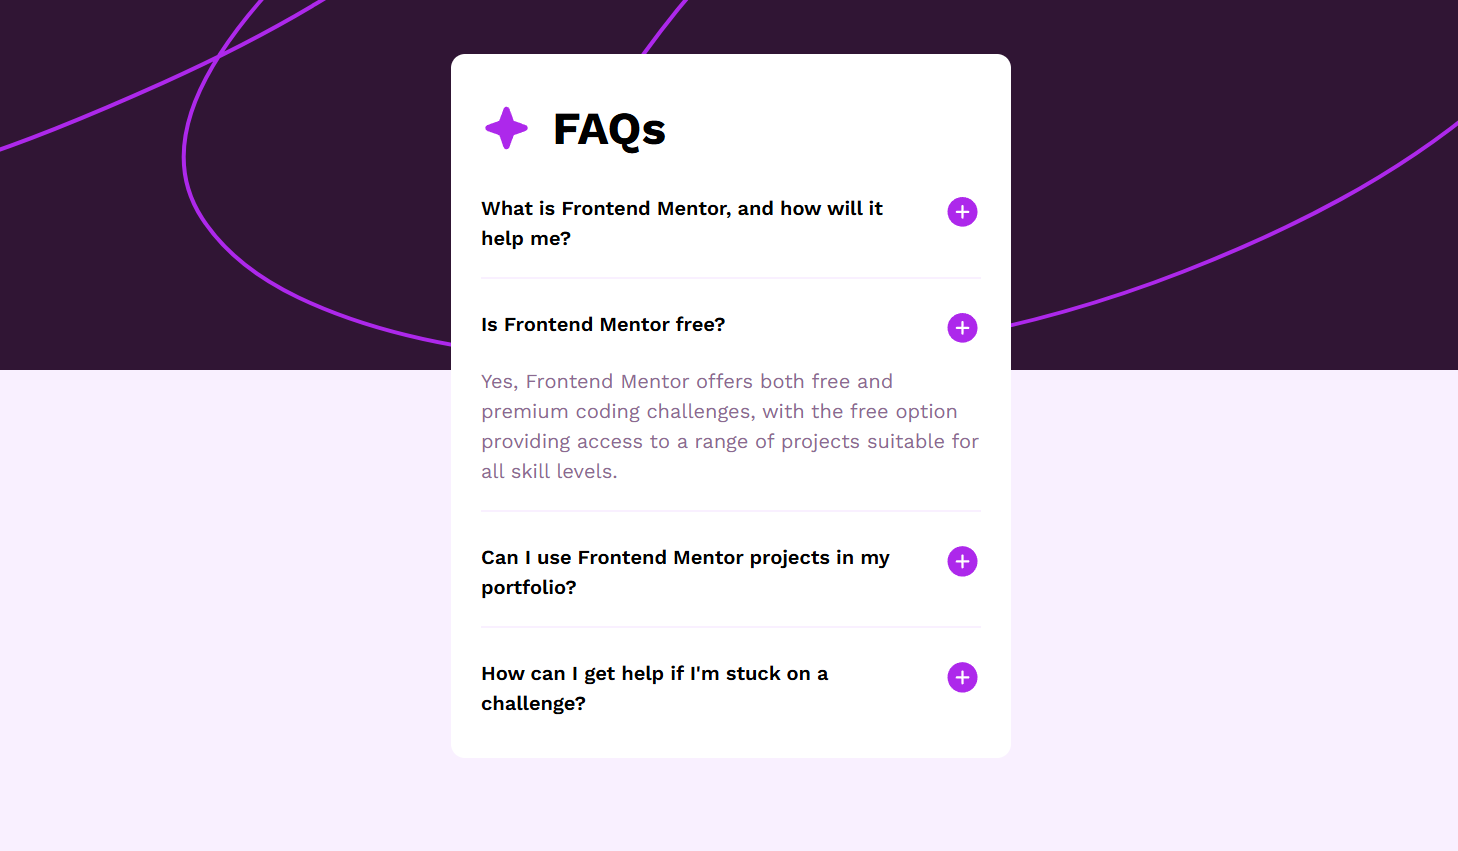 FAQs
What is Frontend Mentor, and how will it
help me?
Is Frontend Mentor free?
Yes, Frontend Mentor offers both free and
premium coding challenges, with the free option
providing access to a range of projects suitable for
all skill levels.
Can I use Frontend Mentor projects in my
portfolio?
How can I get help if I'm stuck on a
challenge?